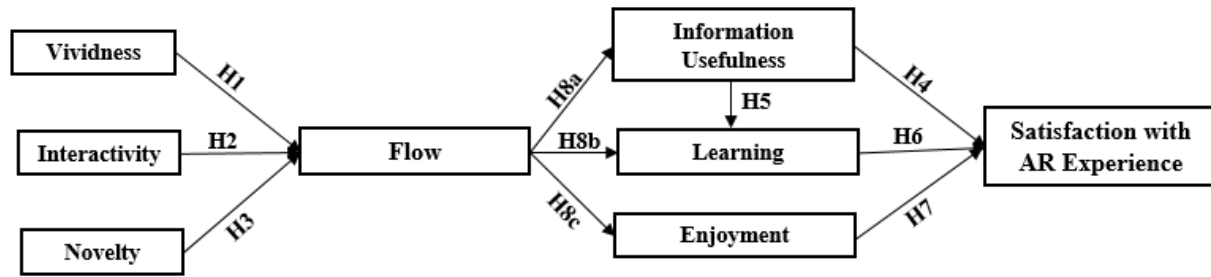 Vividness
H1
Interactivity
H2
Novelty
H3
Flow
H8a
H8b
H8c
Information
Usefulness
H5
Learning
Enjoyment
H4
H6
H7
Satisfaction with
AR Experience